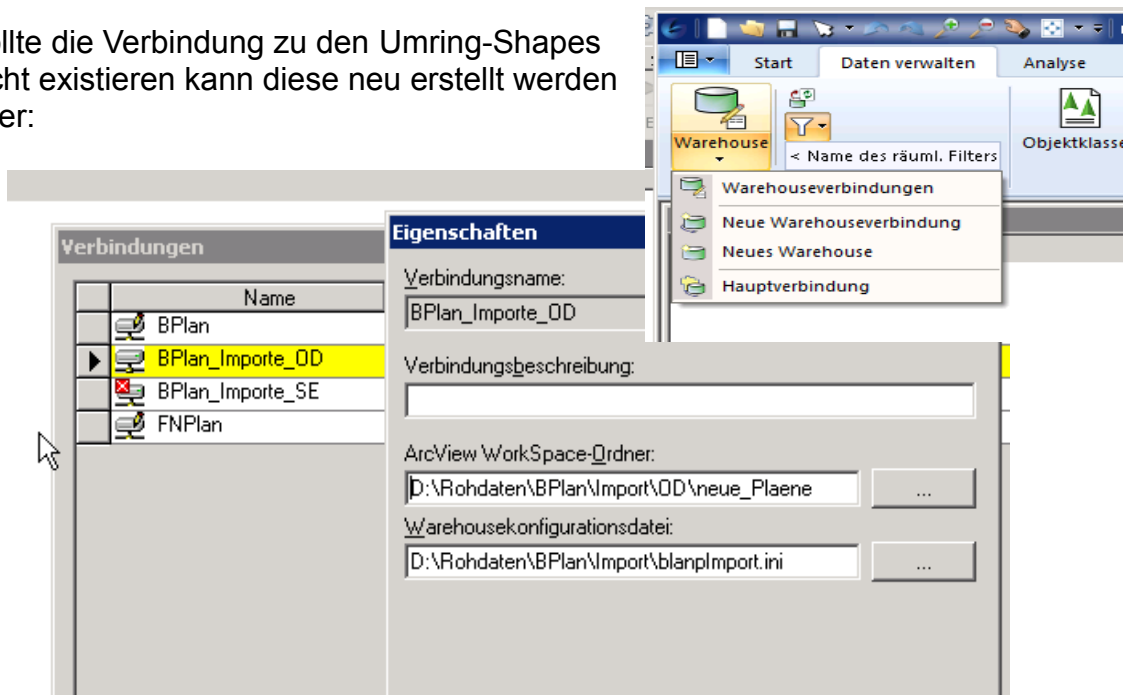 ollte die Verbindung zu den Umring-Shapes
cht existieren kann diese neu erstellt werden
er:
Start Daten verwalten Analyse
Warehouse
< Name des räuml. Filters
Objektklasse
Warehouseverbindungen
Neue Warehouseverbindung
Neues Warehouse
Hauptverbindung
Verbindungen
Name
BPlan
BPlan_Importe_OD
BPlan_Importe_SE
FNPlan
Eigenschaften
Verbindungsname:
BPlan_Importe_OD
Verbindungsbeschreibung:
ArcView WorkSpace-Ordner:
D:\Rohdaten\BPlan\Import\OD\neue_Plaene
...
Warehousekonfigurationsdatei:
D:\Rohdaten\BPlan\Import\blanpImport.ini
...